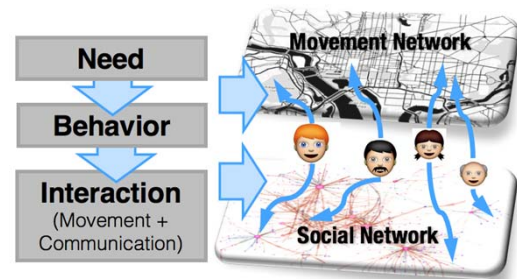 Need
Behavior
Interaction
(Movement +
Communication)
Movement Network
Social Network